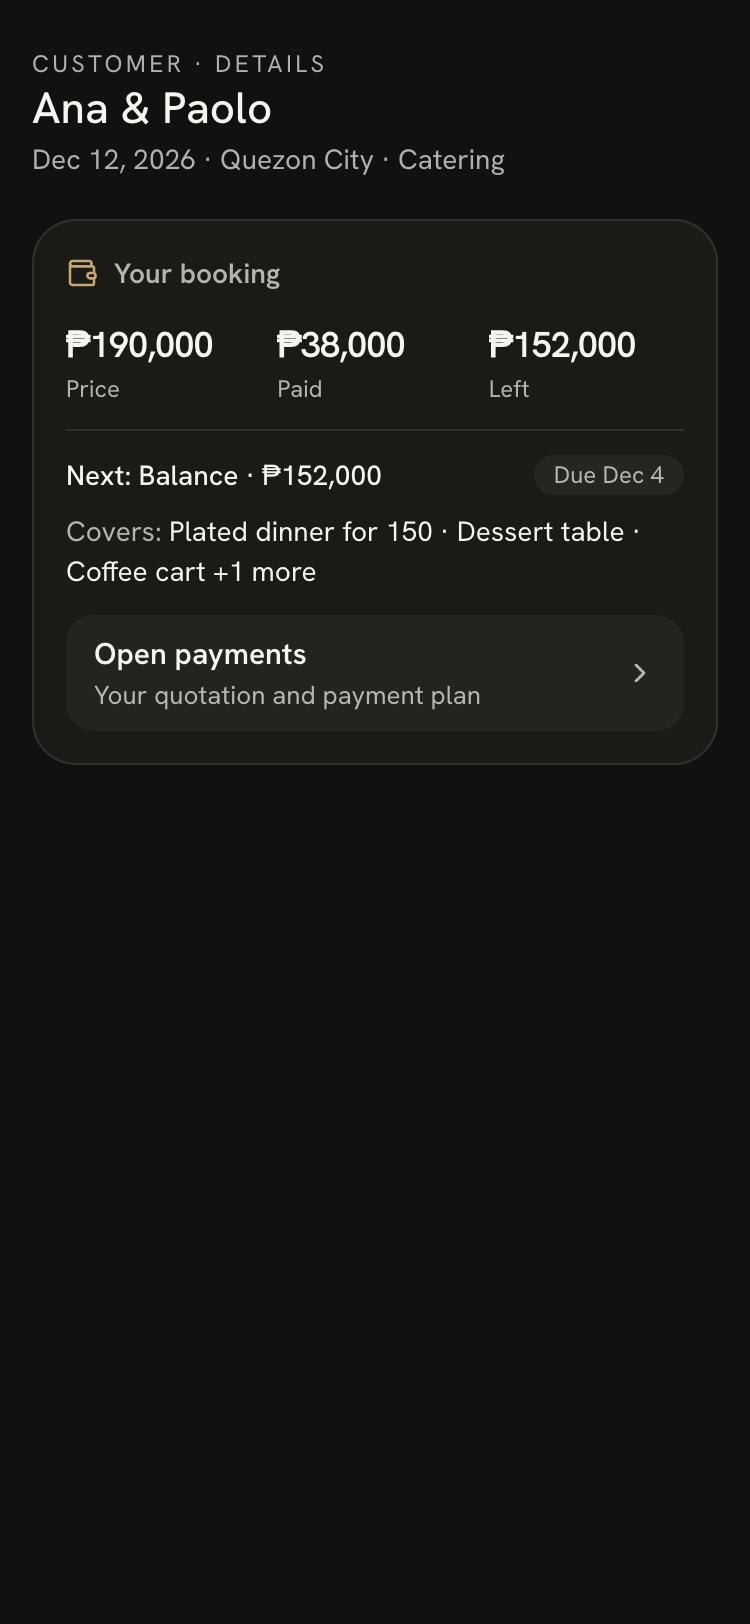 CUSTOMER · DETAILS
Ana & Paolo
Dec 12, 2026 · Quezon City · Catering
Your booking
₱190,000 ₱38,000 ₱152,000
Price Paid Left
Next: Balance · ₱152,000 Due Dec 4
Covers: Plated dinner for 150 · Dessert table ·
Coffee cart +1 more
Open payments
Your quotation and payment plan